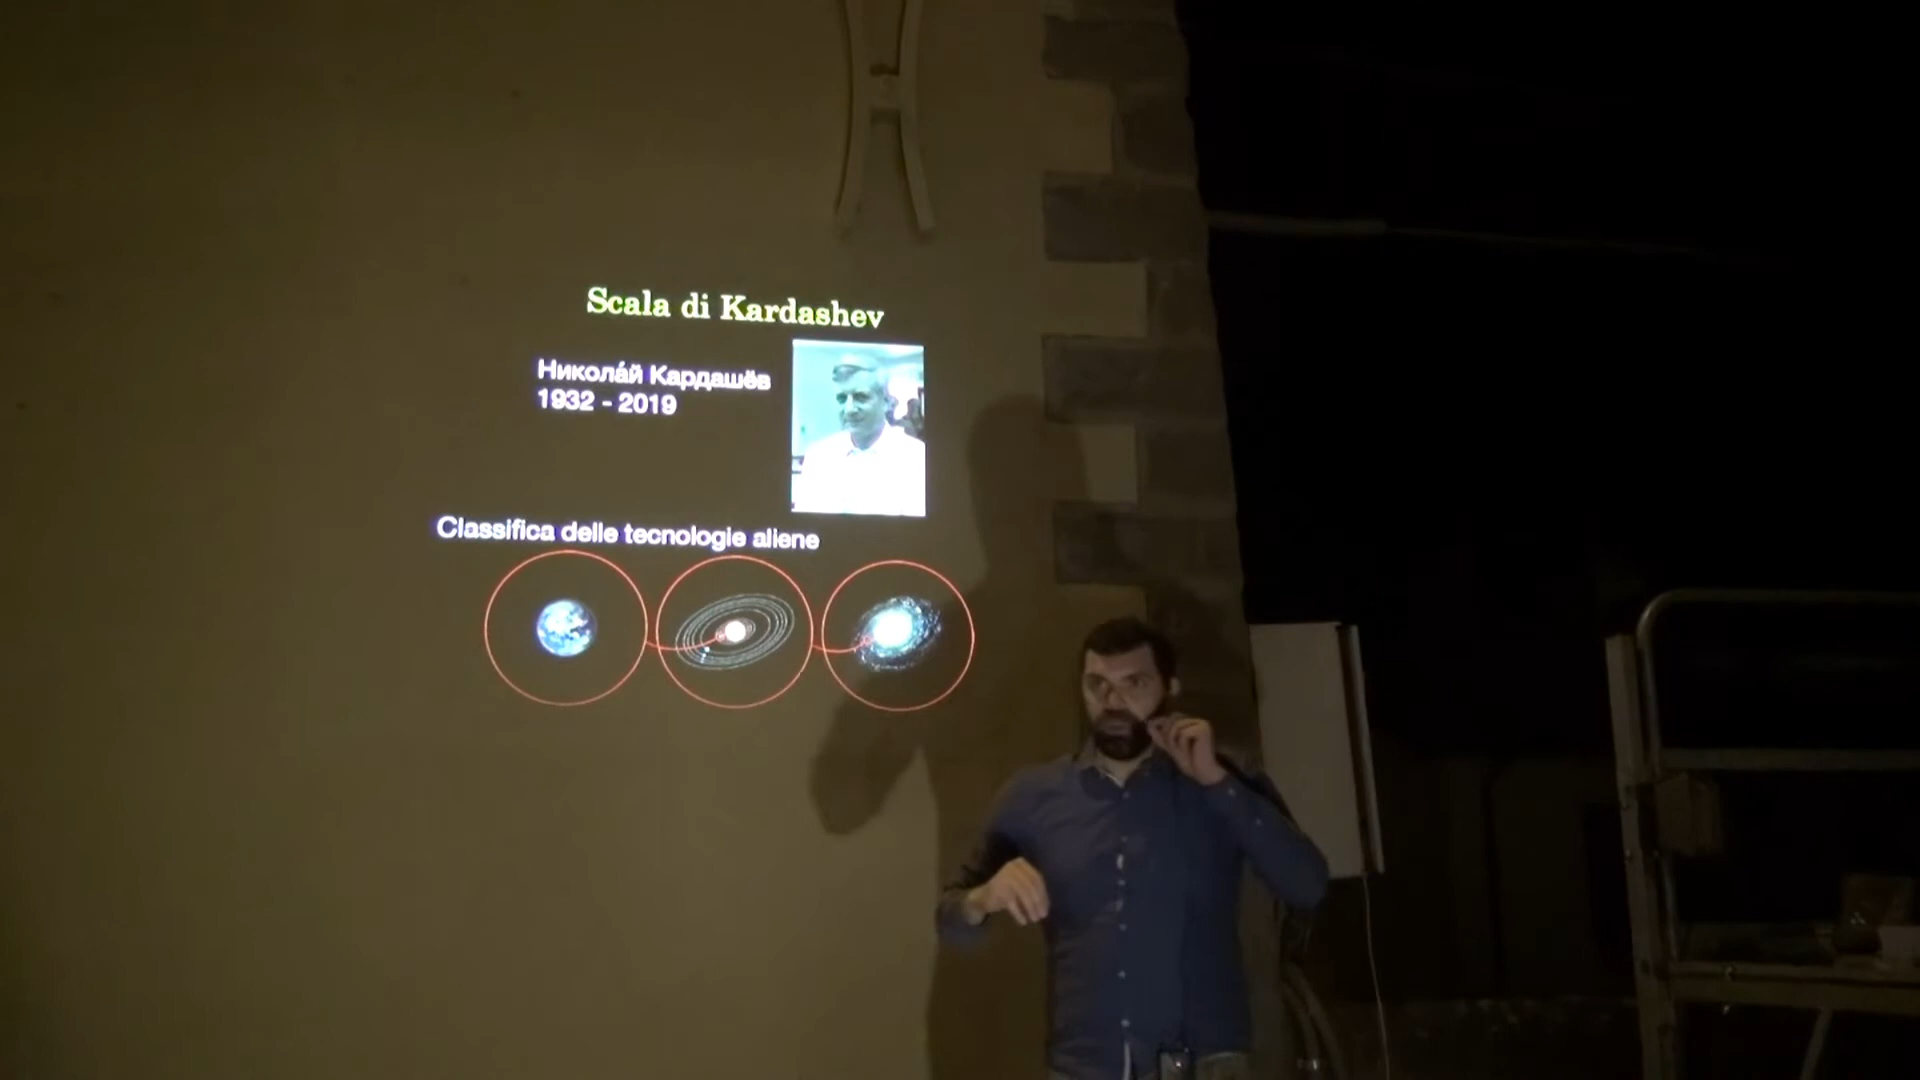 Scala di Kardashev
Никола́й Кардашёв
1932 - 2019
Classifica delle tecnologie aliene